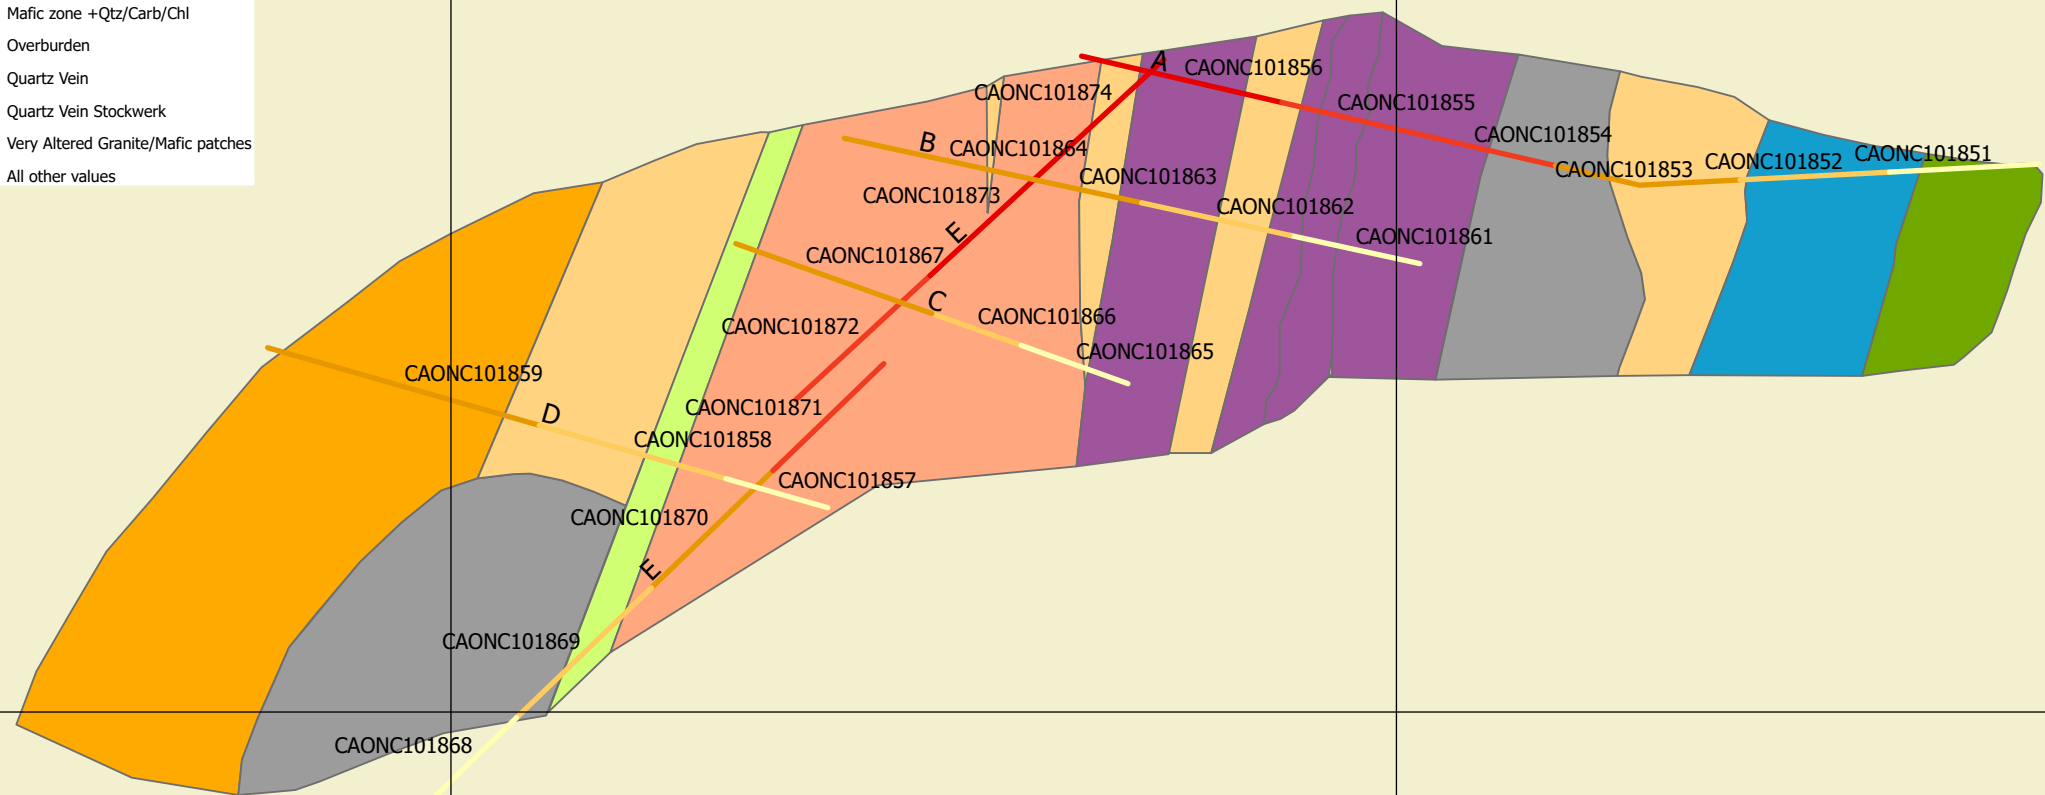 Mafic zone +Qtz/Carb/Chl
Overburden
Quartz Vein
Quartz Vein Stockwerk
Very Altered Granite/Mafic patches
All other values
A
CAONC101856
CAONC101874
CAONC101855
CAONC101854
B
CAONC101864
CAONC101853
CAONC101852
CAONC101851
CAONC101863
CAONC101873
CAONC101862
E
CAONC101861
CAONC101867
C
CAONC101866
CAONC101872
CAONC101865
CAONC101859
CAONC101871
D
CAONC101858
CAONC101857
CAONC101870
E
CAONC101869
CAONC101868